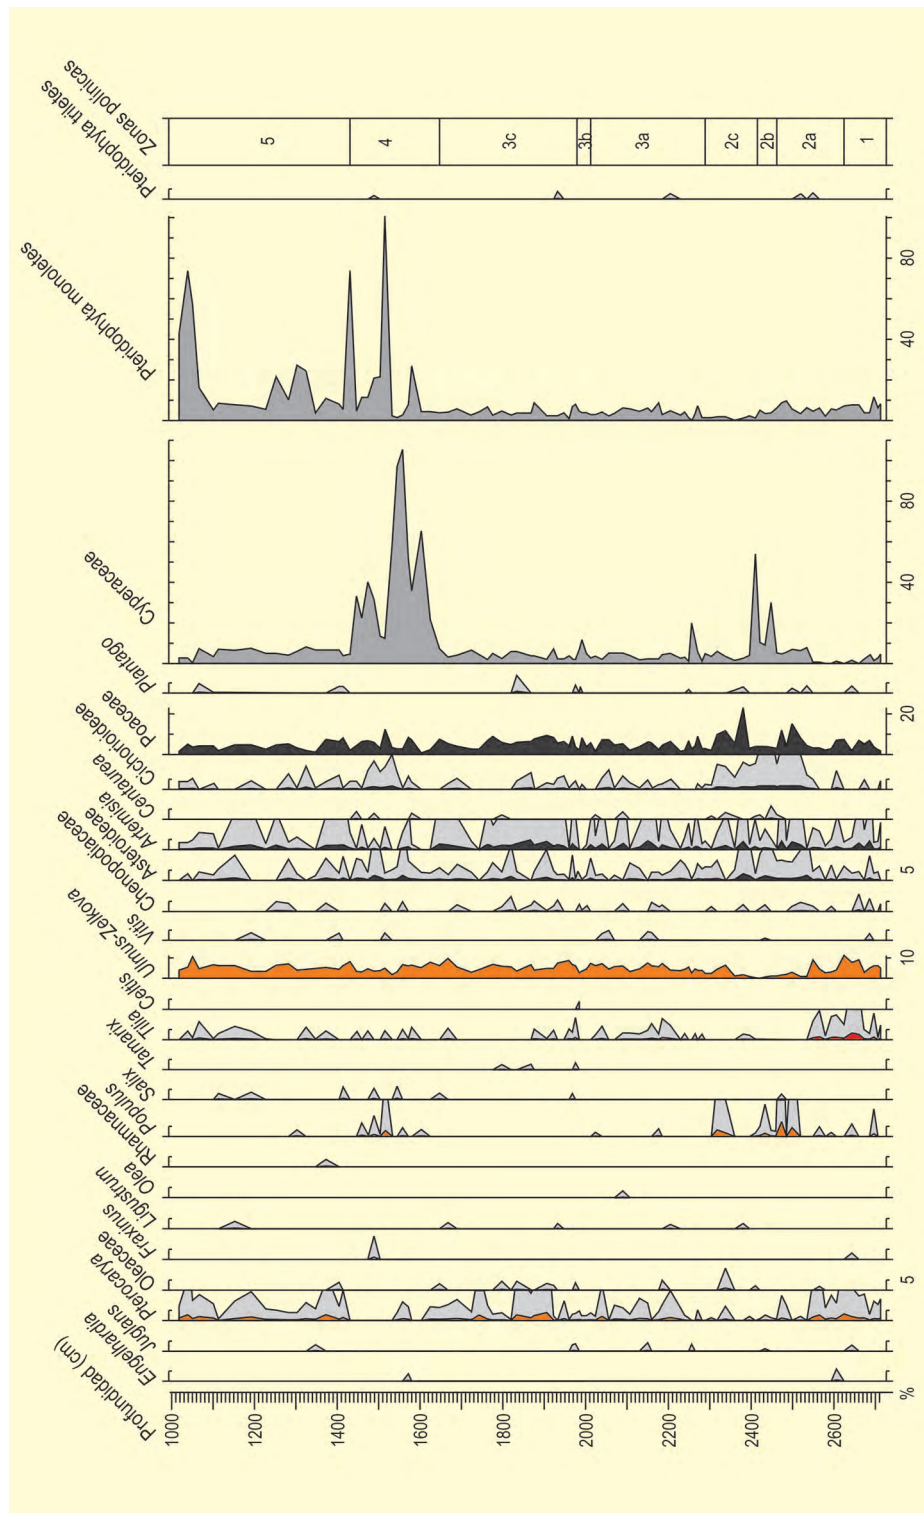 Profundidad (cm)
Engelhardia
Juglans
Pterocarya
Oleaceae
Fraxinus
Ligustrum
Olea
Rhamnaceae
Populus
Salix
Tamarix
Tilia
Celtis
Ulmus-Zelkova
Vitis
Chenopodiaceae
Asteroideae
Artemisia
Centaurea
Cichorioideae
Poaceae
Plantago
Cyperaceae
Pteridophyta monoletes
Pteridophyta triletes
Zonas polínicas
1000
1200
1400
1600
1800
2000
2200
2400
2600
5
4
3c
3b
3a
2c
2b
2a
1
%
5
10
5
20
40
80
40
80